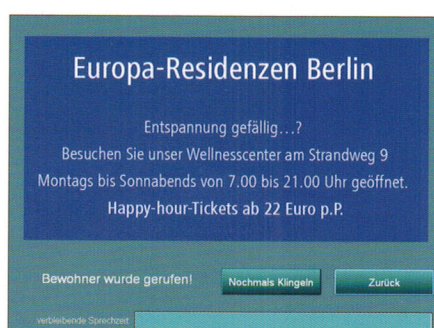 Europa-Residenzen Berlin
Entspannung gefällig...?
Besuchen Sie unser Wellnesscenter am Strandweg 9
Montags bis Sonnabends von 7.00 bis 21.00 Uhr geöffnet.
Happy-hour-Tickets ab 22 Euro p.P.
Bewohner wurde gerufen! Nochmals Klingeln Zurück
verbleibende Sprechzeit